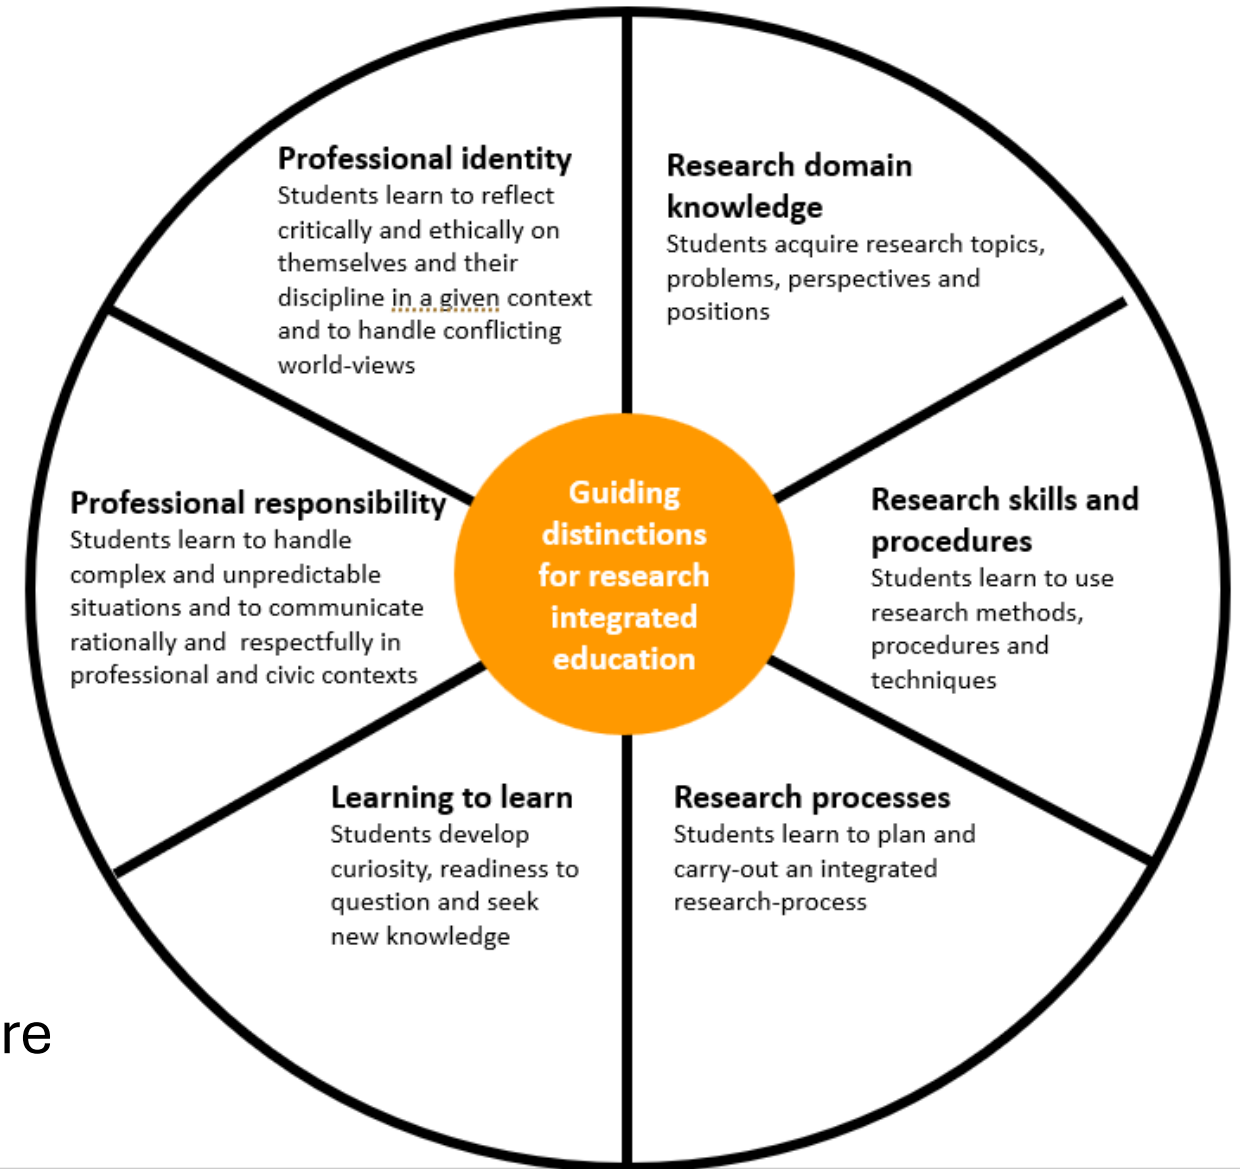 Professional identity
Students learn to reflect
critically and ethically on
themselves and their
discipline in a given context
and to handle conflicting
world-views
Research domain
knowledge
Students acquire research topics,
problems, perspectives and
positions
Professional responsibility
Students learn to handle
complex and unpredictable
situations and to communicate
rationally and  respectfully in
professional and civic contexts
Guiding
distinctions
for research
integrated
education
Research skills and
procedures
Students learn to use
research methods,
procedures and
techniques
Learning to learn
Students develop
curiosity, readiness to
question and seek
new knowledge
Research processes
Students learn to plan and
carry-out an integrated
research-process
re